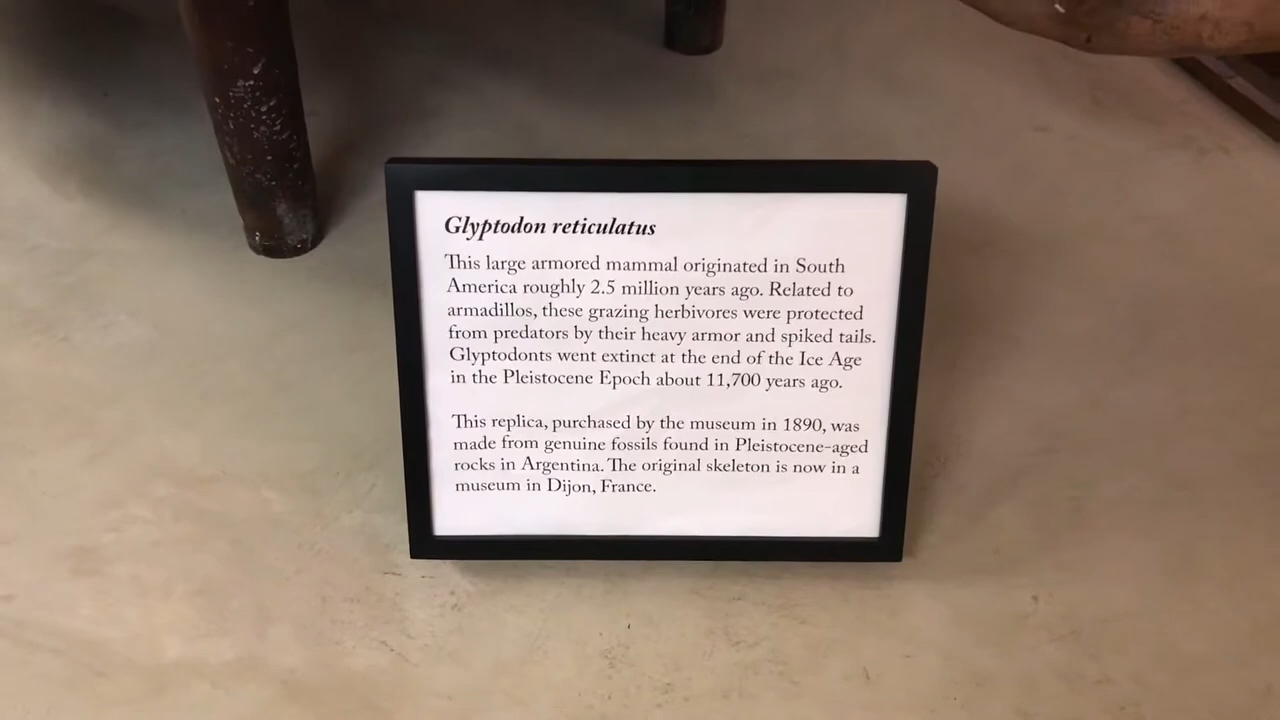 Glyptodon reticulatus
This large armored mammal originated in South
America roughly 2.5 million years ago. Related to
armadillos, these grazing herbivores were protected
from predators by their heavy armor and spiked tails.
Glyptodonts went extinct at the end of the Ice Age
in the Pleistocene Epoch about 11,700 years ago.
This replica, purchased by the museum in 1890, was
made from genuine fossils found in Pleistocene-aged
rocks in Argentina. The original skeleton is now in a
museum in Dijon, France.